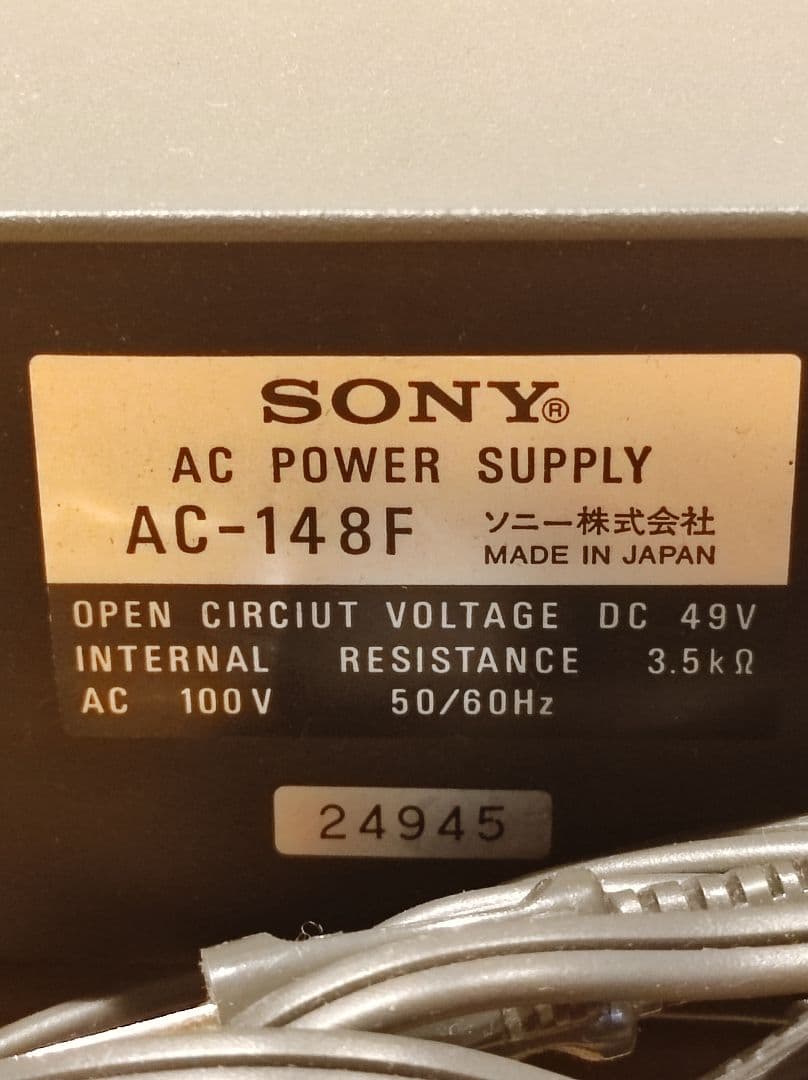 SONY®
AC POWER SUPPLY
AC-148F ソニー株式会社
MADE IN JAPAN
OPEN CIRCIUT VOLTAGE DC 49V
INTERNAL RESISTANCE 3.5kΩ
AC 100V 50/60Hz
24945